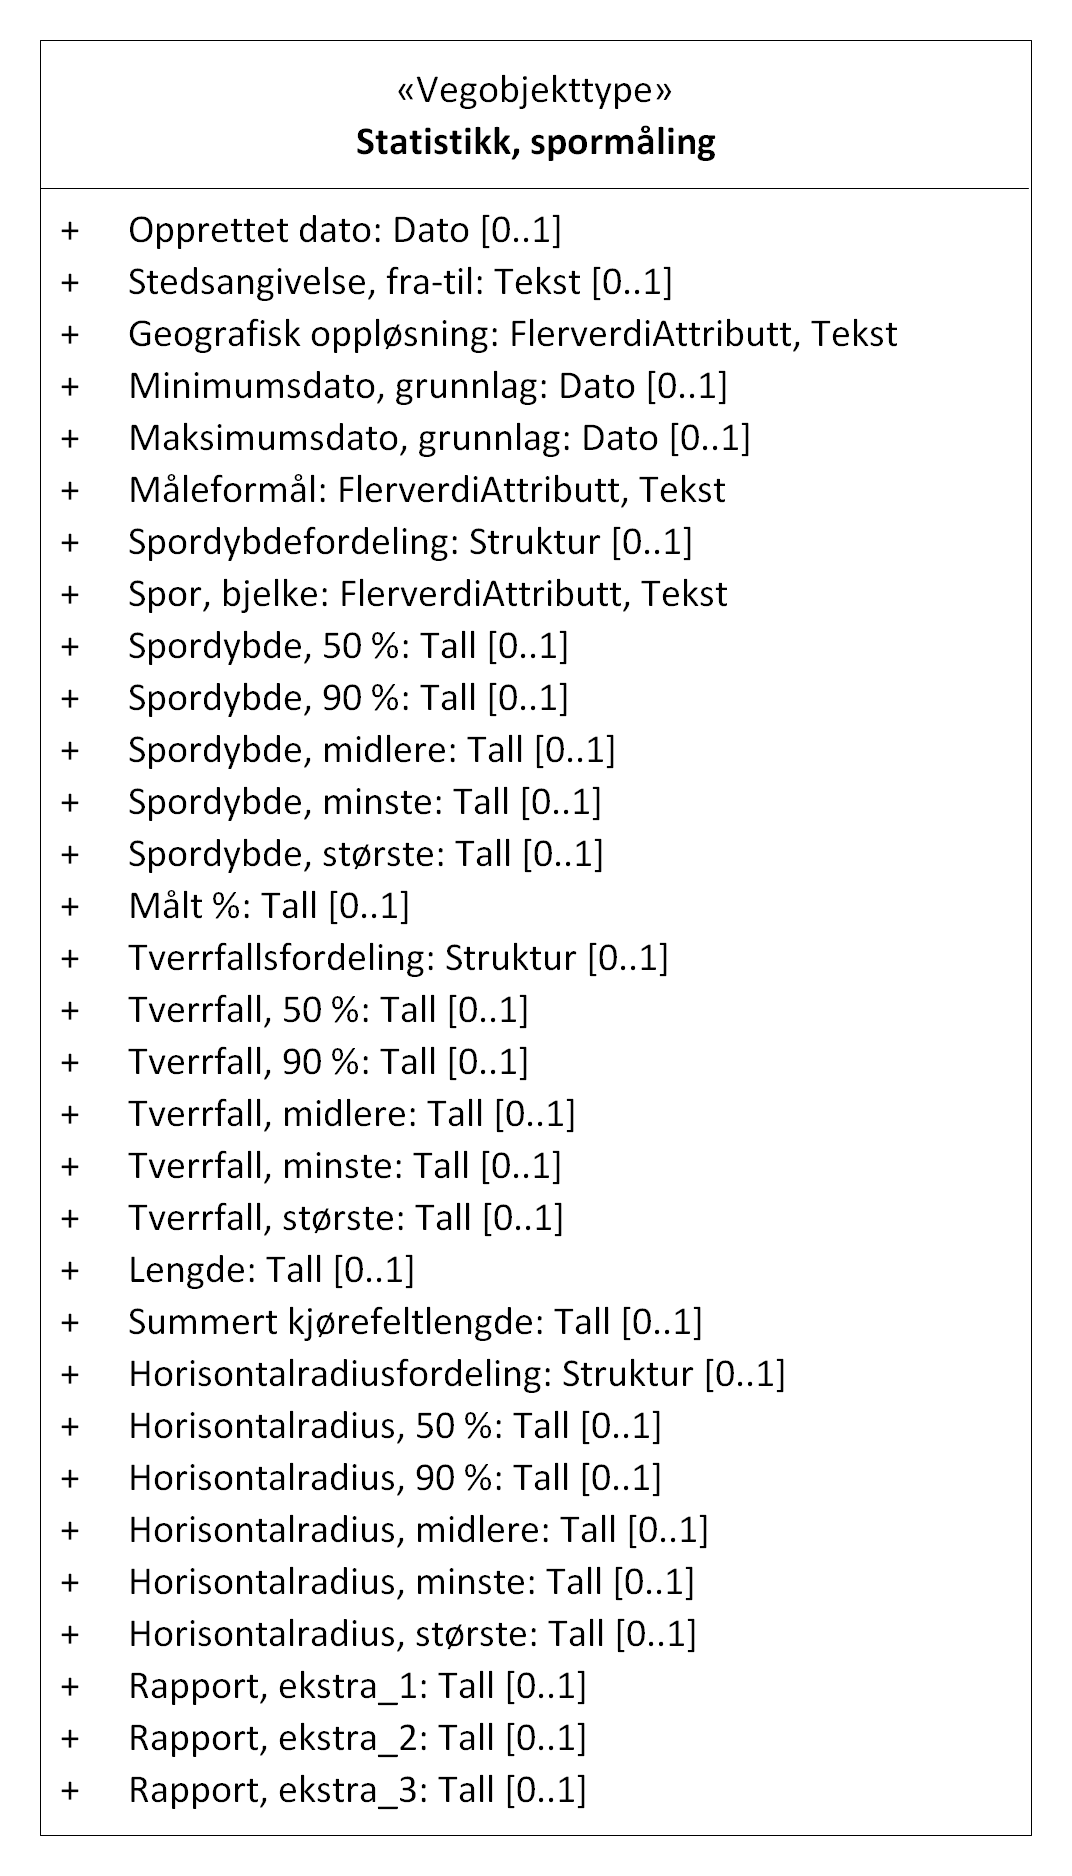 «Vegobjekttype»
Statistikk, spormåling
+ Opprettet dato: Dato [0..1]
+ Stedsangivelse, fra-til: Tekst [0..1]
+ Geografisk oppløsning: FlerverdiAttributt, Tekst
+ Minimumsdato, grunnlag: Dato [0..1]
+ Maksimumsdato, grunnlag: Dato [0..1]
+ Måleformål: FlerverdiAttributt, Tekst
+ Spordybdefordeling: Struktur [0..1]
+ Spor, bjelke: FlerverdiAttributt, Tekst
+ Spordybde, 50 %: Tall [0..1]
+ Spordybde, 90 %: Tall [0..1]
+ Spordybde, midlere: Tall [0..1]
+ Spordybde, minste: Tall [0..1]
+ Spordybde, største: Tall [0..1]
+ Målt %: Tall [0..1]
+ Tverrfallsfordeling: Struktur [0..1]
+ Tverrfall, 50 %: Tall [0..1]
+ Tverrfall, 90 %: Tall [0..1]
+ Tverrfall, midlere: Tall [0..1]
+ Tverrfall, minste: Tall [0..1]
+ Tverrfall, største: Tall [0..1]
+ Lengde: Tall [0..1]
+ Summert kjørefeltlengde: Tall [0..1]
+ Horisontalradiusfordeling: Struktur [0..1]
+ Horisontalradius, 50 %: Tall [0..1]
+ Horisontalradius, 90 %: Tall [0..1]
+ Horisontalradius, midlere: Tall [0..1]
+ Horisontalradius, minste: Tall [0..1]
+ Horisontalradius, største: Tall [0..1]
+ Rapport, ekstra_1: Tall [0..1]
+ Rapport, ekstra_2: Tall [0..1]
+ Rapport, ekstra_3: Tall [0..1]